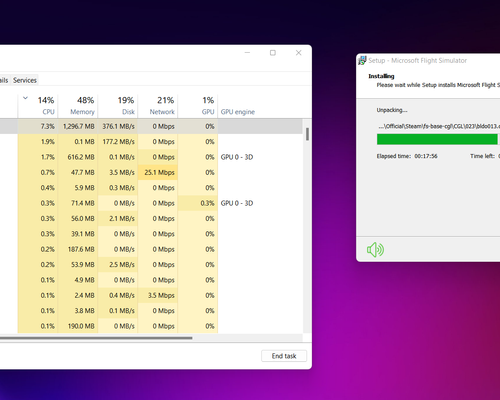 ails Services
14% 48% 19% 21% 1%
CPU Memory Disk Network GPU GPU engine
7.3% 1,296.7 MB 376.1 MB/s 0 Mbps 0%
1.9% 0.1 MB 177.2 MB/s 0 Mbps 0%
1.7% 616.2 MB 0.1 MB/s 0 Mbps 0% GPU 0 - 3D
0.7% 47.7 MB 3.5 MB/s 25.1 Mbps 0%
0.4% 5.9 MB 0.3 MB/s 0 Mbps 0%
0.3% 71.4 MB 0 MB/s 0 Mbps 0.3% GPU 0 - 3D
0.3% 56.0 MB 2.1 MB/s 0 Mbps 0%
0.3% 39.1 MB 0 MB/s 0 Mbps 0%
0.2% 187.6 MB 0 MB/s 0 Mbps 0%
0.2% 53.9 MB 2.5 MB/s 0 Mbps 0%
0.1% 4.9 MB 0 MB/s 0 Mbps 0%
0.1% 2.4 MB 0.4 MB/s 3.5 Mbps 0%
0.1% 3.8 MB 0.1 MB/s 0 Mbps 0%
0.1% 190.0 MB 0 MB/s 0 Mbps 0%
End task
Setup - Microsoft Flight Simulator
Installing
Please wait while Setup installs Microsoft Flight S
Unpacking...
...\Official\Steam\fs-base-cgl\CGL\023\bldo013.
Elapsed time: 00:17:56 Time left: